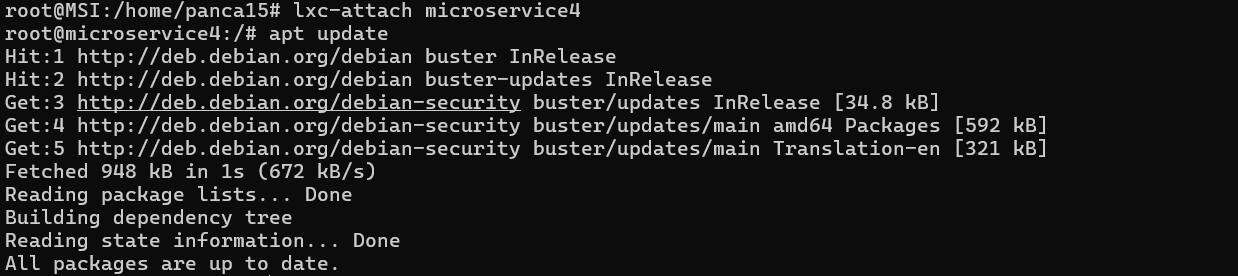 root@MSI:/home/panca15# lxc-attach microservice4
root@microservice4:/# apt update
Hit:1 http://deb.debian.org/debian buster InRelease
Hit:2 http://deb.debian.org/debian buster-updates InRelease
Get:3 http://deb.debian.org/debian-security buster/updates InRelease [34.8 kB]
Get:4 http://deb.debian.org/debian-security buster/updates/main amd64 Packages [592 kB]
Get:5 http://deb.debian.org/debian-security buster/updates/main Translation-en [321 kB]
Fetched 948 kB in 1s (672 kB/s)
Reading package lists... Done
Building dependency tree
Reading state information... Done
All packages are up to date.